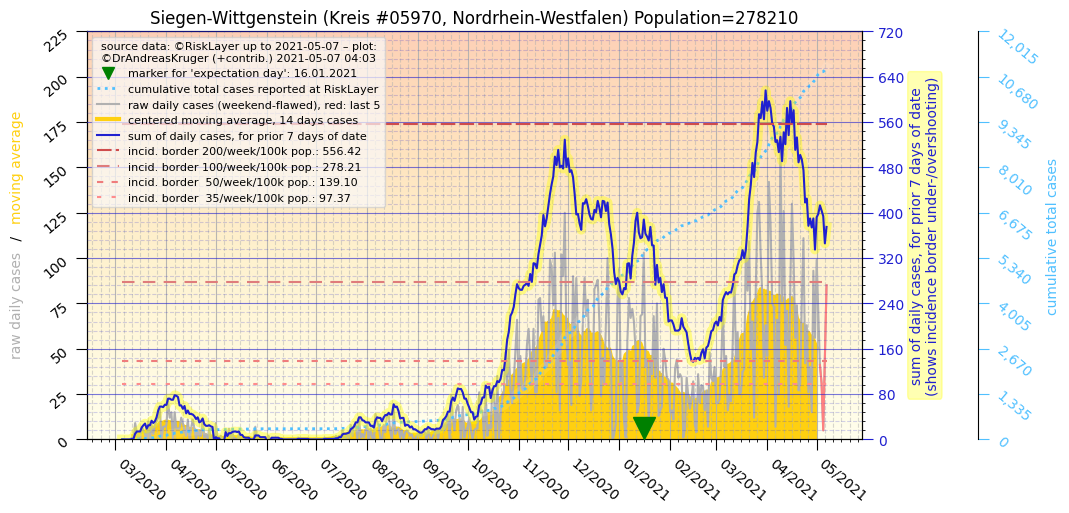 Siegen-Wittgenstein (Kreis #05970, Nordrhein-Westfalen) Population=278210
source data: ©RiskLayer up to 2021-05-07 – plot:
©DrAndreasKruger (+contrib.) 2021-05-07 04:03
marker for 'expectation day': 16.01.2021
cumulative total cases reported at RiskLayer
raw daily cases (weekend-flawed), red: last 5
centered moving average, 14 days cases
sum of daily cases, for prior 7 days of date
incid. border 200/week/100k pop.: 556.42
incid. border 100/week/100k pop.: 278.21
incid. border  50/week/100k pop.: 139.10
incid. border  35/week/100k pop.: 97.37
raw daily cases / moving average
225
200
175
150
125
100
75
50
25
0
03/2020
04/2020
05/2020
06/2020
07/2020
08/2020
09/2020
10/2020
11/2020
12/2020
01/2021
02/2021
03/2021
04/2021
05/2021
720
640
560
480
400
320
240
160
80
0
sum of daily cases, for prior 7 days of date
(shows incidence border under-/overshooting)
12,015
10,680
9,345
8,010
6,675
5,340
4,005
2,670
1,335
0
cumulative total cases